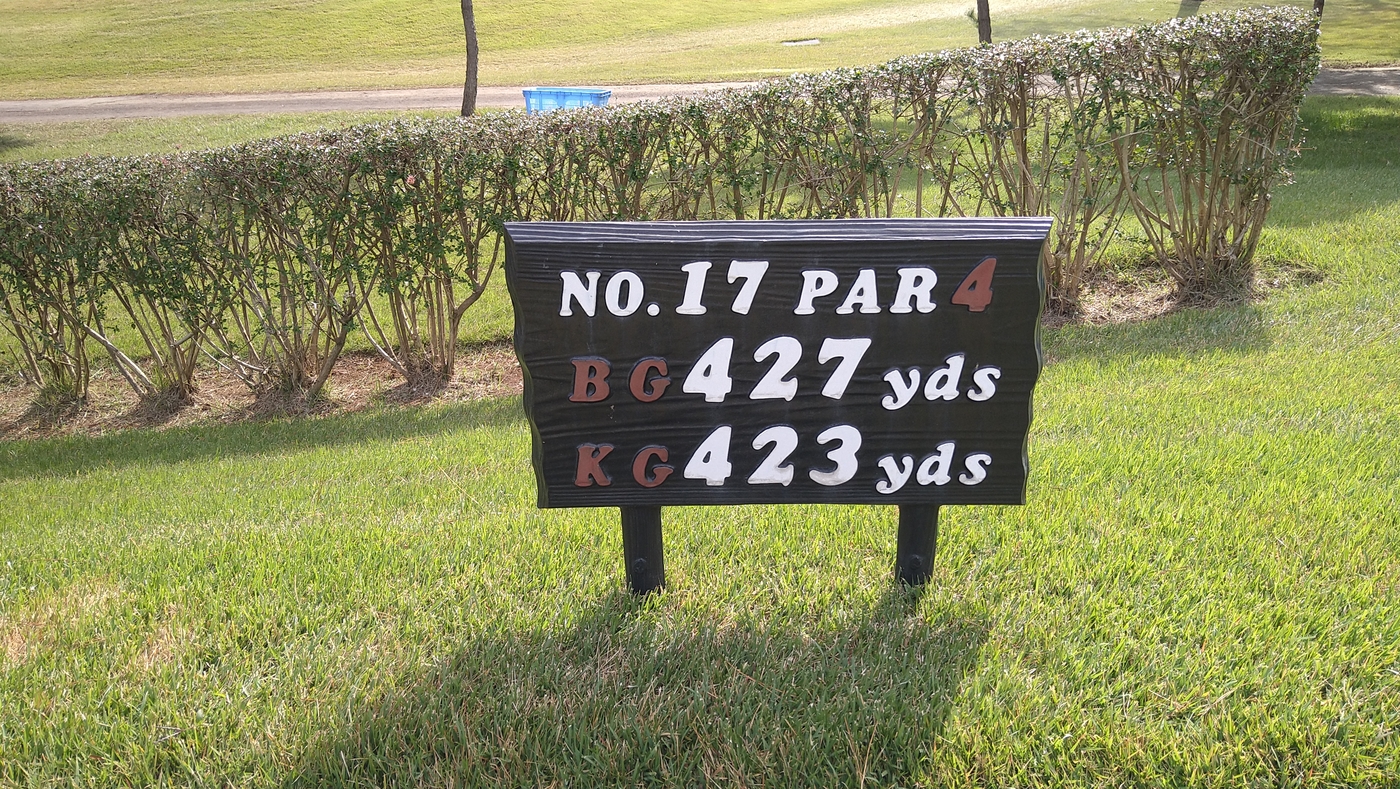 NO.17 PAR 4
BG 427 yds
KG 423 yds